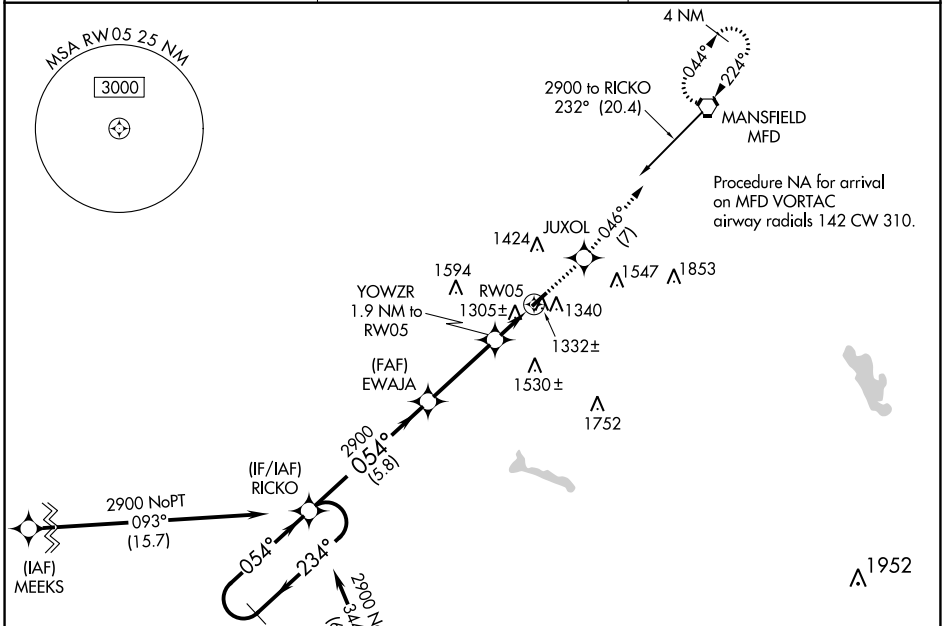 MSA RW05 25 NM
3000
4 NM
044°
224°
2900 to RICKO
232° (20.4)
MANSFIELD
MFD
Procedure NA for arrival
on MFD VORTAC
airway radials 142 CW 310.
JUXOL
046°
(7)
1424
1547
1853
1594
YOWZR
1.9 NM to
RW05
RW05
1305±
1340
1332±
(FAF)
EWAJA
1530±
1752
2900
054°
(5.8)
(IF/IAF)
RICKO
2900 NoPT
093°
(15.7)
(IAF)
MEEKS
054°
234°
2900
1952